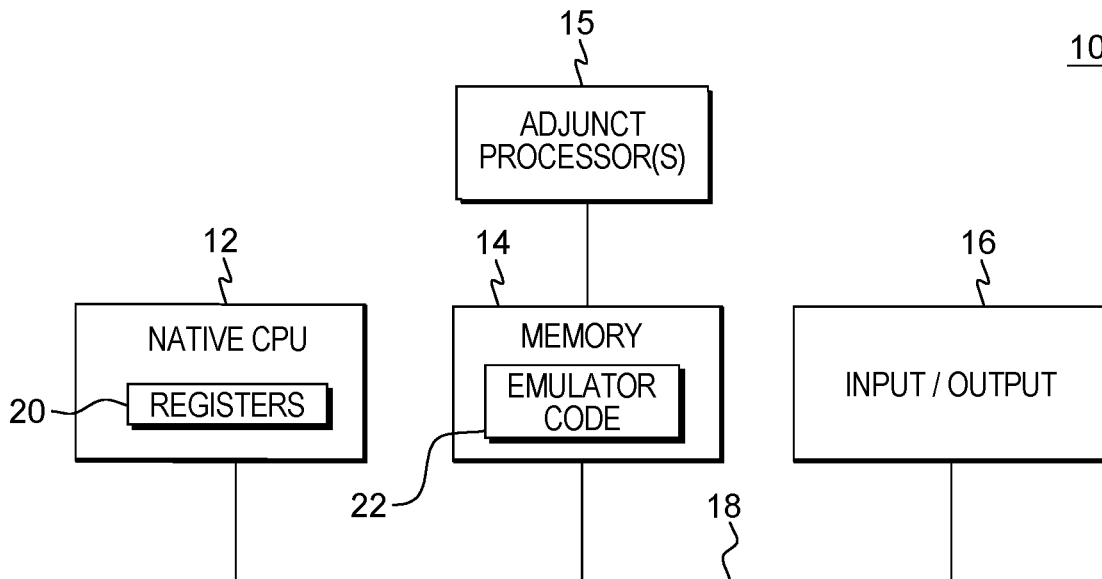 15
10
ADJUNCT
PROCESSOR(S)
12
14
16
NATIVE CPU
REGISTERS
20
MEMORY
EMULATOR
CODE
22
INPUT / OUTPUT
18